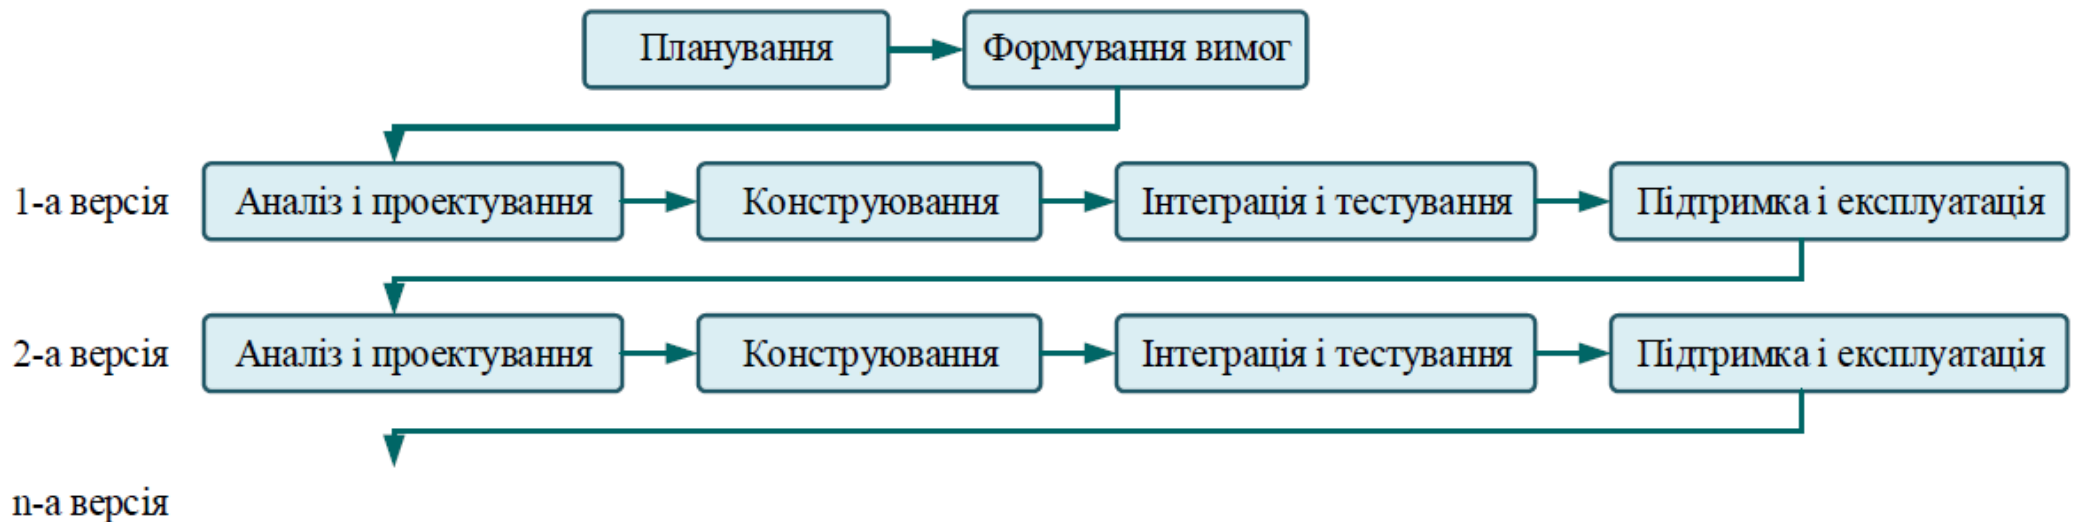 Планування
Формування вимог
1-а версія
Аналіз і проектування
Конструювання
Інтеграція і тестування
Підтримка і експлуатація
2-а версія
Аналіз і проектування
Конструювання
Інтеграція і тестування
Підтримка і експлуатація
n-а версія